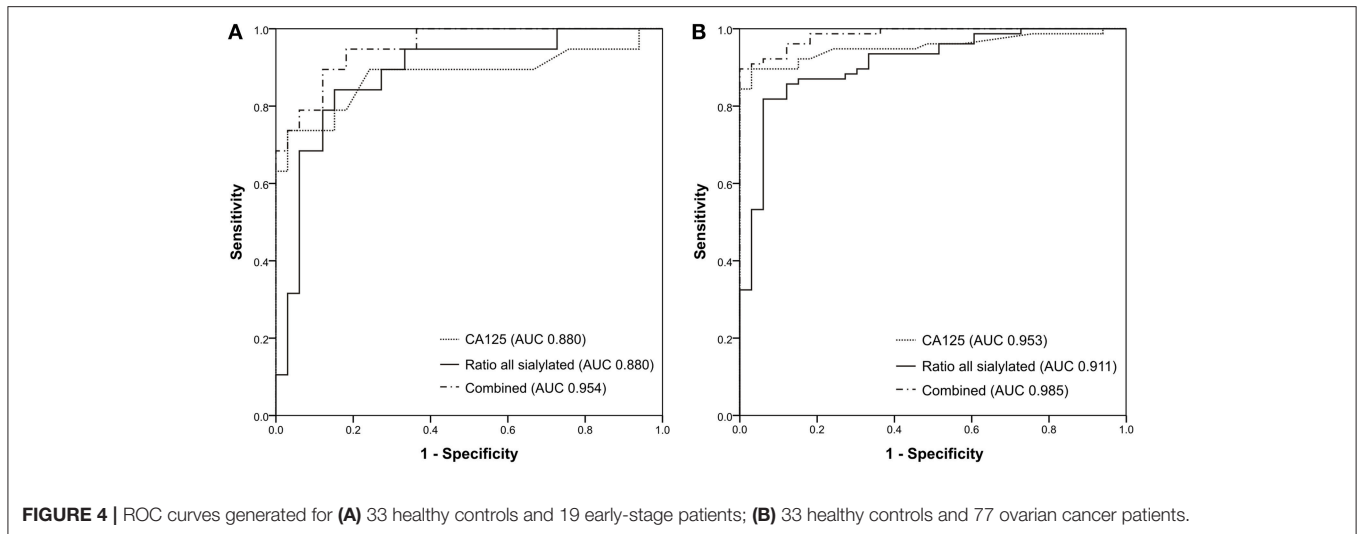 A
1.0
0.8
0.6
0.4
0.2
0.0
Sensitivity
0.0 0.2 0.4 0.6 0.8 1.0
1 - Specificity
CA125 (AUC 0.880)
Ratio all sialylated (AUC 0.880)
Combined (AUC 0.954)
B
1.0
0.8
0.6
0.4
0.2
0.0
Sensitivity
0.0 0.2 0.4 0.6 0.8 1.0
1 - Specificity
CA125 (AUC 0.953)
Ratio all sialylated (AUC 0.911)
Combined (AUC 0.985)
FIGURE 4 | ROC curves generated for (A) 33 healthy controls and 19 early-stage patients; (B) 33 healthy controls and 77 ovarian cancer patients.